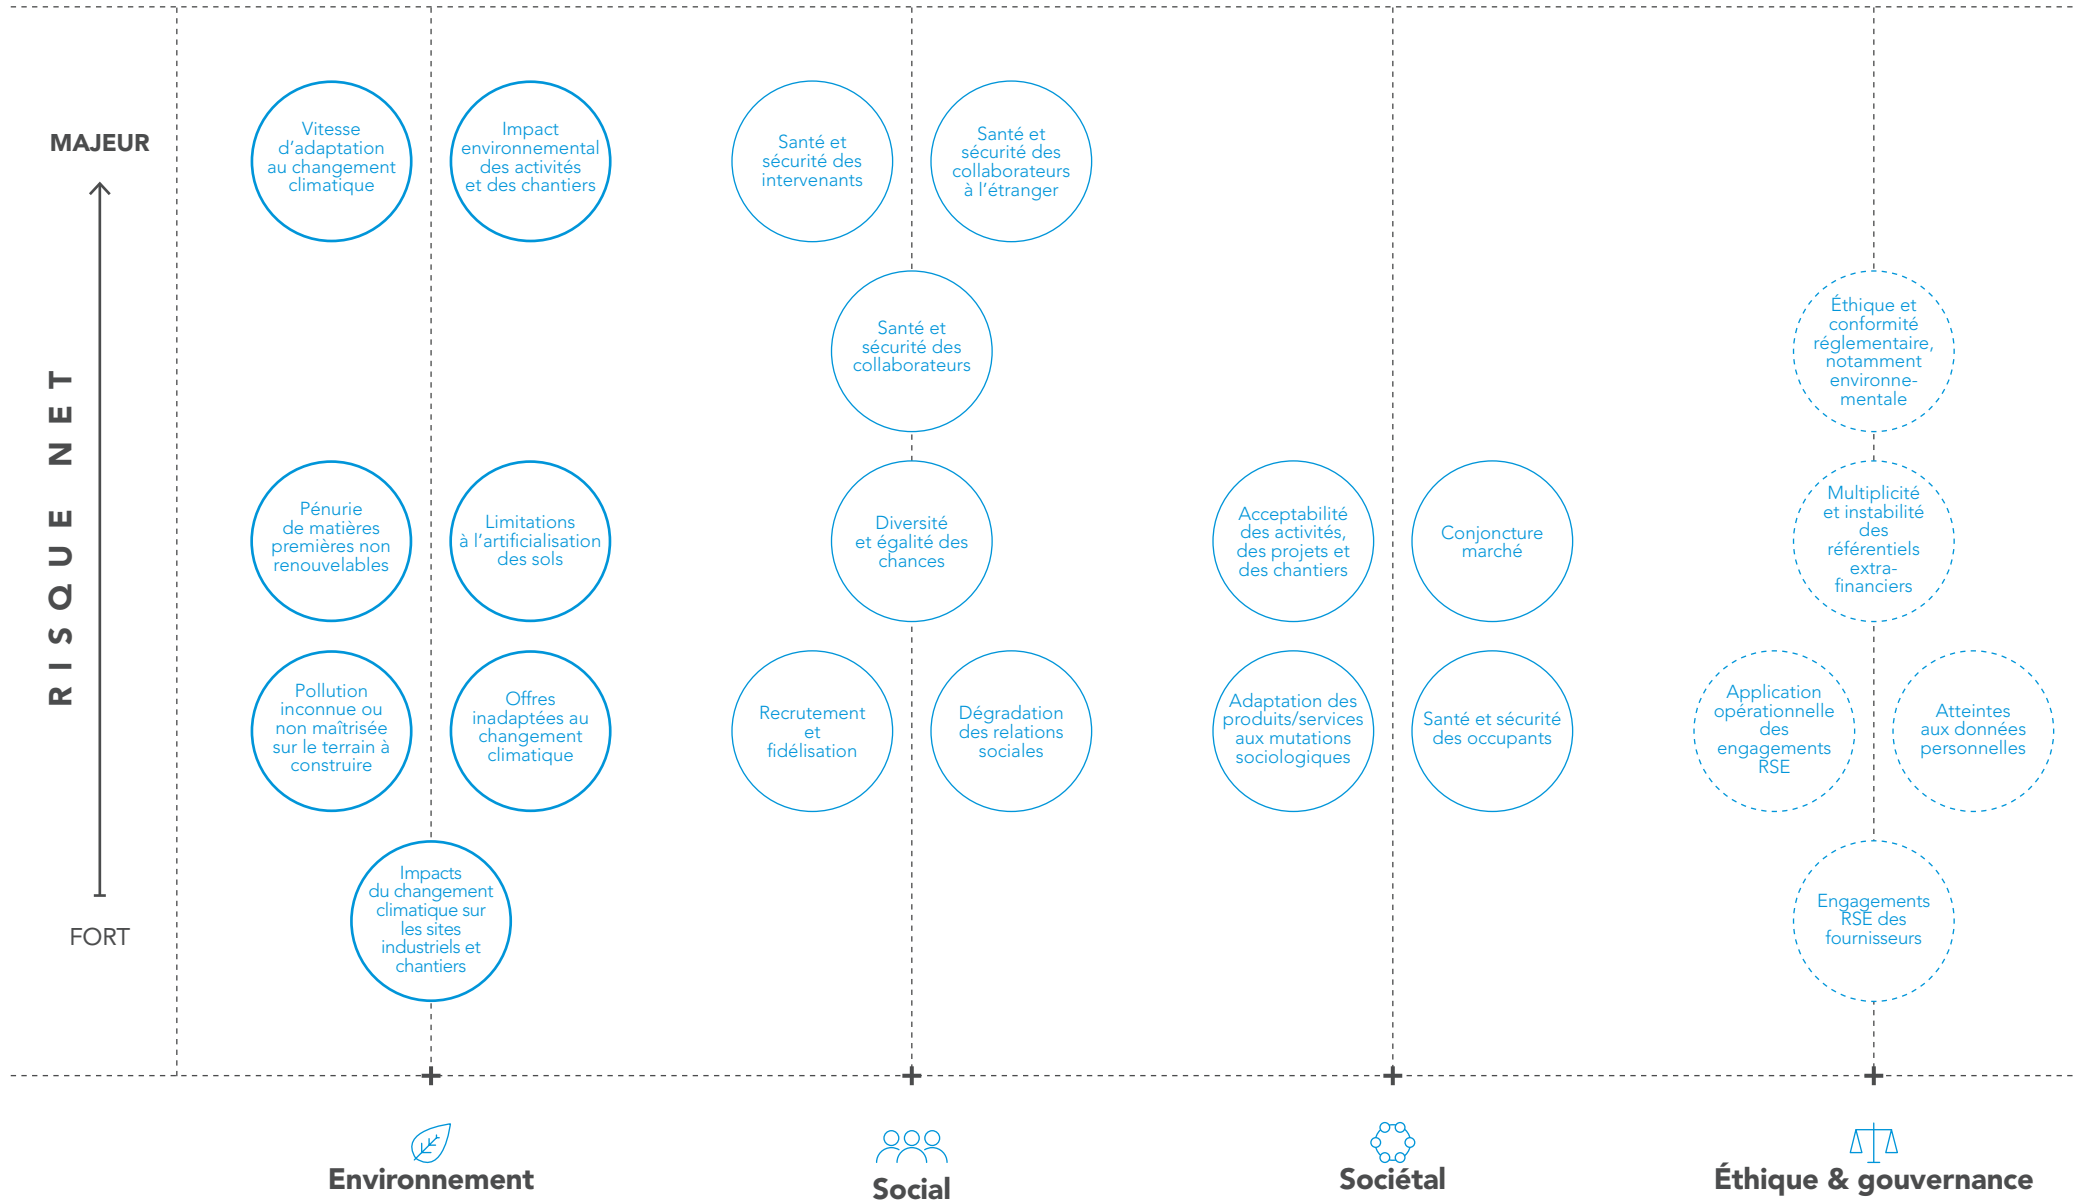 MAJEUR
RISQUE NET
FORT
Vitesse
d’adaptation
au changement
climatique
Impact
environnemental
des activités
et des chantiers
Pénurie
de matières
premières non
renouvelables
Limitations
à l’artificialisation
des sols
Pollution
inconnue ou
non maîtrisée
sur le terrain à
construire
Offres
inadaptées au
changement
climatique
Impacts
du changement
climatique sur
les sites
industriels et
chantiers
Environnement
Santé et
sécurité des
intervenants
Santé et
sécurité des
collaborateurs
à l’étranger
Santé et
sécurité des
collaborateurs
Diversité
et égalité des
chances
Recrutement
et
fidélisation
Dégradation
des relations
sociales
Social
Acceptabilité
des activités,
des projets et
des chantiers
Conjoncture
marché
Adaptation des
produits/services
aux mutations
sociologiques
Santé et sécurité
des occupants
Sociétal
Éthique et
conformité
réglementaire,
notamment
environne-
mentale
Multiplicité
et instabilité
des
référentiels
extra-
financiers
Application
opérationnelle
des
engagements
RSE
Atteintes
aux données
personnelles
Engagements
RSE des
fournisseurs
Éthique & gouvernance